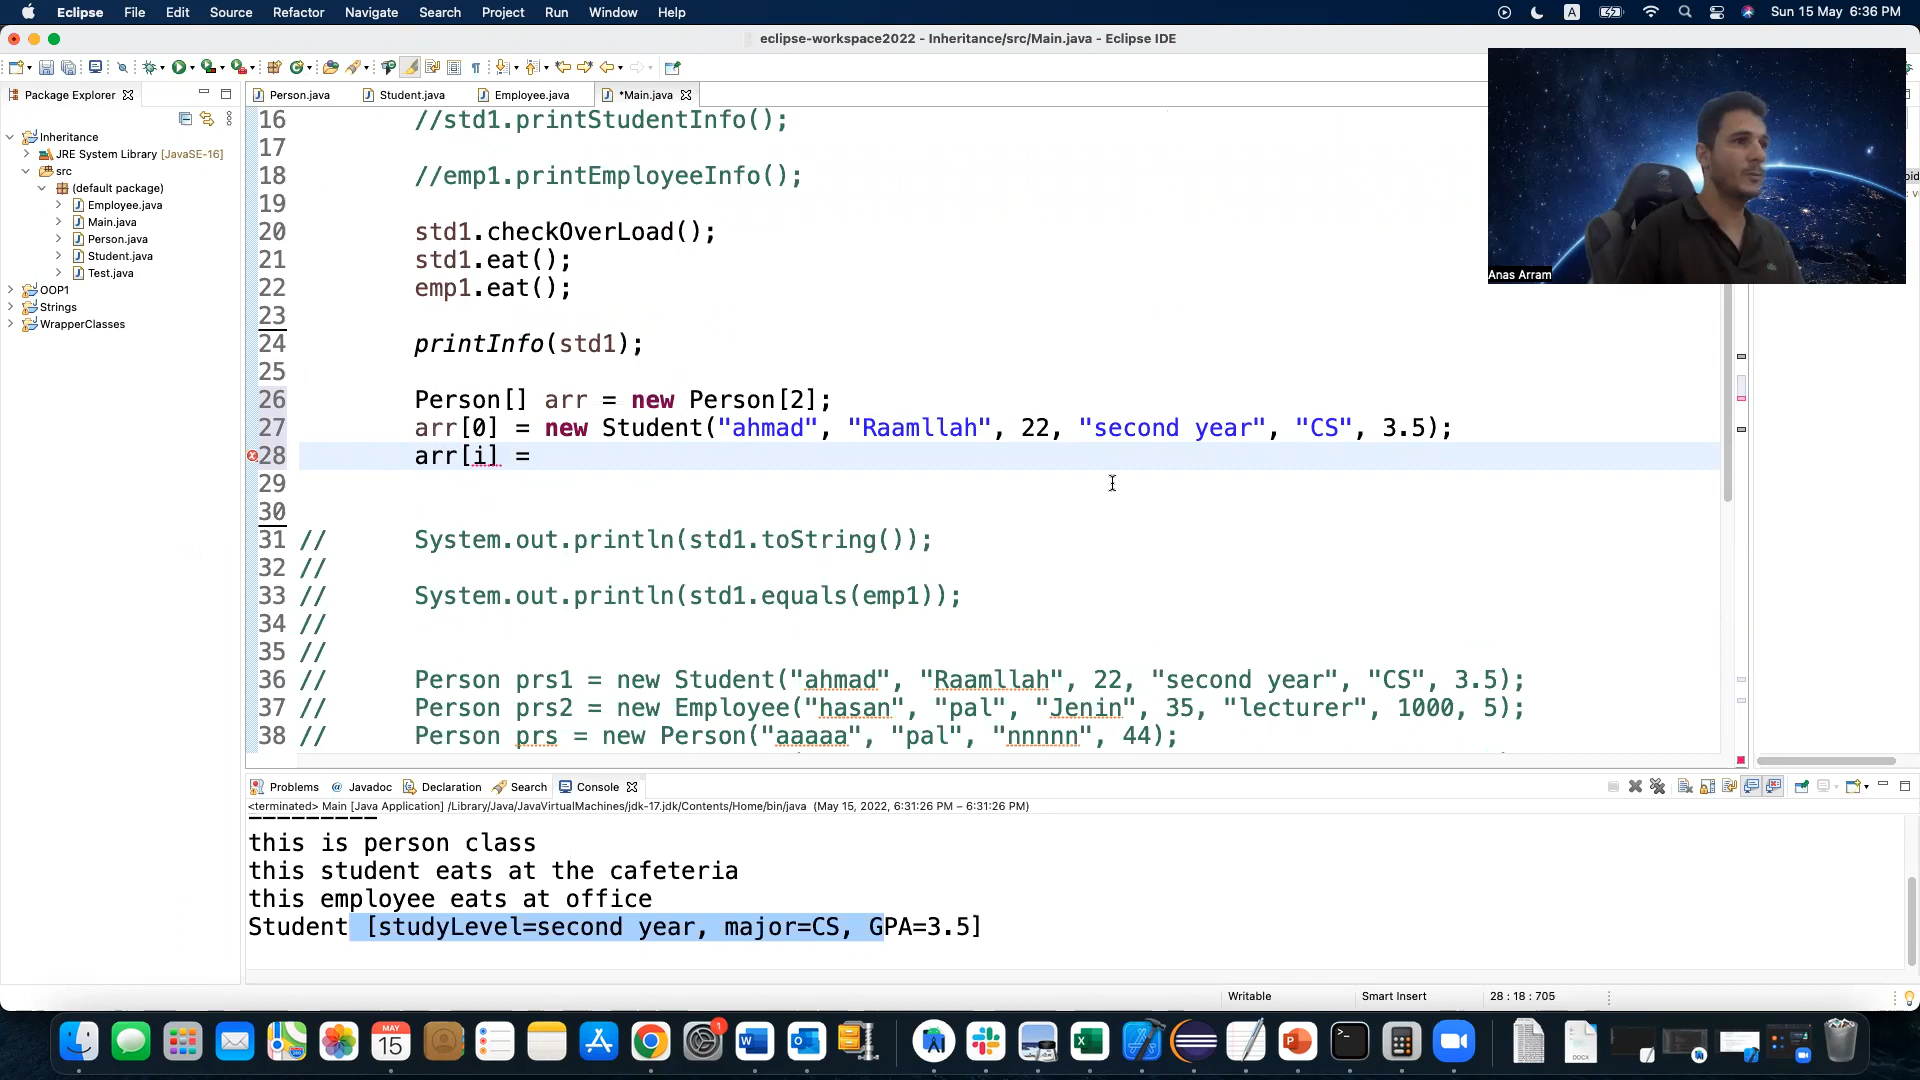 Eclipse File Edit Source Refactor Navigate Search Project Run Window Help A Sun 15 May 6:36 PM
eclipse-workspace2022 - Inheritance/src/Main.java - Eclipse IDE
Package Explorer
Person.java Student.java Employee.java *Main.java
Inheritance
JRE System Library [JavaSE-16]
src
(default package)
Employee.java
Main.java
Person.java
Student.java
Test.java
OOP1
Strings
WrapperClasses
16 //std1.printStudentInfo();
17
18 //emp1.printEmployeeInfo();
19
20 std1.checkOverLoad();
21 std1.eat();
22 emp1.eat();
23
24 printInfo(std1);
25
26 Person[] arr = new Person[2];
27 arr[0] = new Student("ahmad", "Raamllah", 22, "second year", "CS", 3.5);
28 arr[i] =
29
30
31 // System.out.println(std1.toString());
32 //
33 // System.out.println(std1.equals(emp1));
34 //
35 //
36 // Person prs1 = new Student("ahmad", "Raamllah", 22, "second year", "CS", 3.5);
37 // Person prs2 = new Employee("hasan", "pal", "Jenin", 35, "lecturer", 1000, 5);
38 // Person prs = new Person("aaaaa", "pal", "nnnnn", 44);
Anas Arram
Problems Javadoc Declaration Search Console
<terminated> Main [Java Application] /Library/Java/JavaVirtualMachines/jdk-17.jdk/Contents/Home/bin/java (May 15, 2022, 6:31:26 PM – 6:31:26 PM)
---------
this is person class
this student eats at the cafeteria
this employee eats at office
Student [studyLevel=second year, major=CS, GPA=3.5]
Writable Smart Insert 28 : 18 : 705
MAY
15
1
DOCX